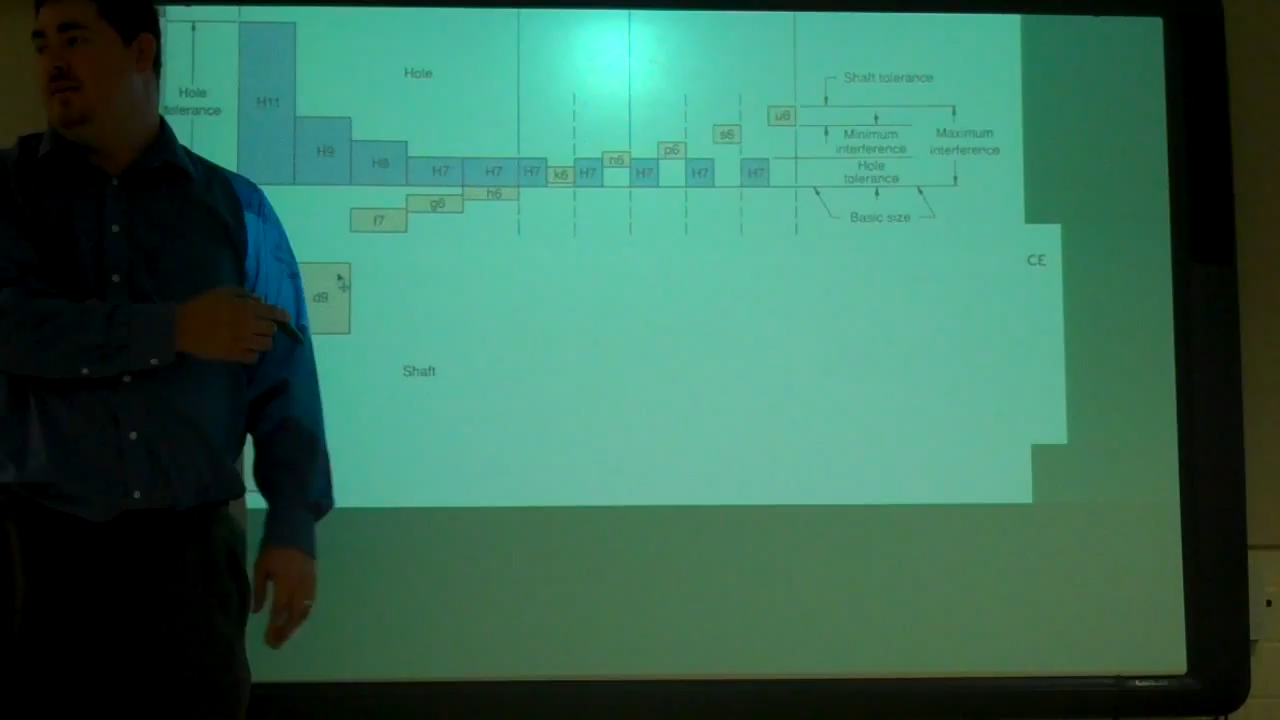 Hole
tolerance
H11
H9
H8
H7
H7
H7
k6
H7
n6
H7
p6
H7
s6
H7
u6
Hole
Shaft tolerance
Minimum
interference
Maximum
interference
Hole
tolerance
Basic size
f7
g6
h6
d9
CE
Shaft